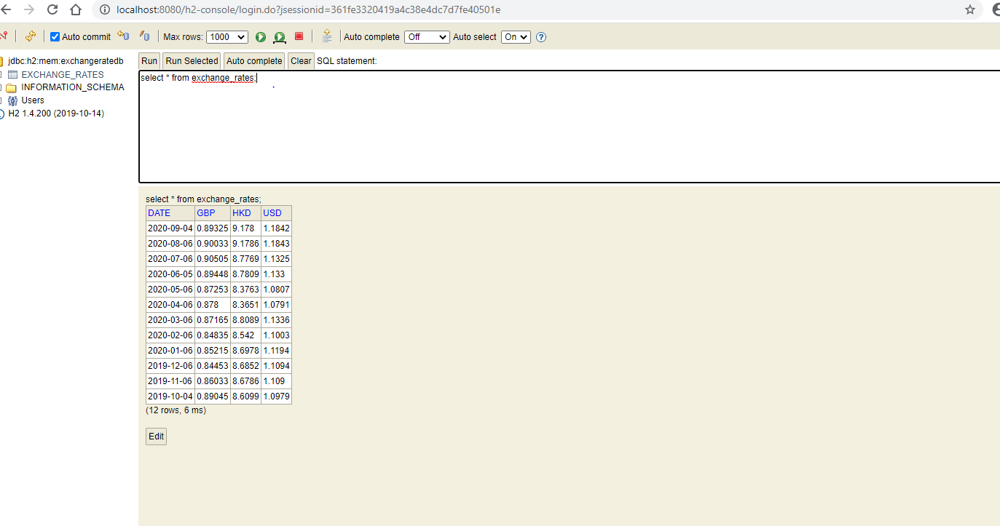 localhost:8080/h2-console/login.do?jsessionid=361fe3320419a4c38e4dc7d7fe40501e
Auto commit Max rows: 1000 Auto complete Off Auto select On ?
jdbc:h2:mem:exchangeratedb
EXCHANGE_RATES
INFORMATION_SCHEMA
Users
H2 1.4.200 (2019-10-14)
Run Run Selected Auto complete Clear SQL statement:
select * from exchange_rates;
select * from exchange_rates;
DATE GBP HKD USD
2020-09-04 0.89325 9.178 1.1842
2020-08-06 0.90033 9.1786 1.1843
2020-07-06 0.90505 8.7769 1.1325
2020-06-05 0.89448 8.7809 1.133
2020-05-06 0.87253 8.3763 1.0807
2020-04-06 0.878 8.3651 1.0791
2020-03-06 0.87165 8.8089 1.1336
2020-02-06 0.84835 8.542 1.1003
2020-01-06 0.85215 8.6978 1.1194
2019-12-06 0.84453 8.6852 1.1094
2019-11-06 0.86033 8.6786 1.109
2019-10-04 0.89045 8.6099 1.0979
(12 rows, 6 ms)
Edit